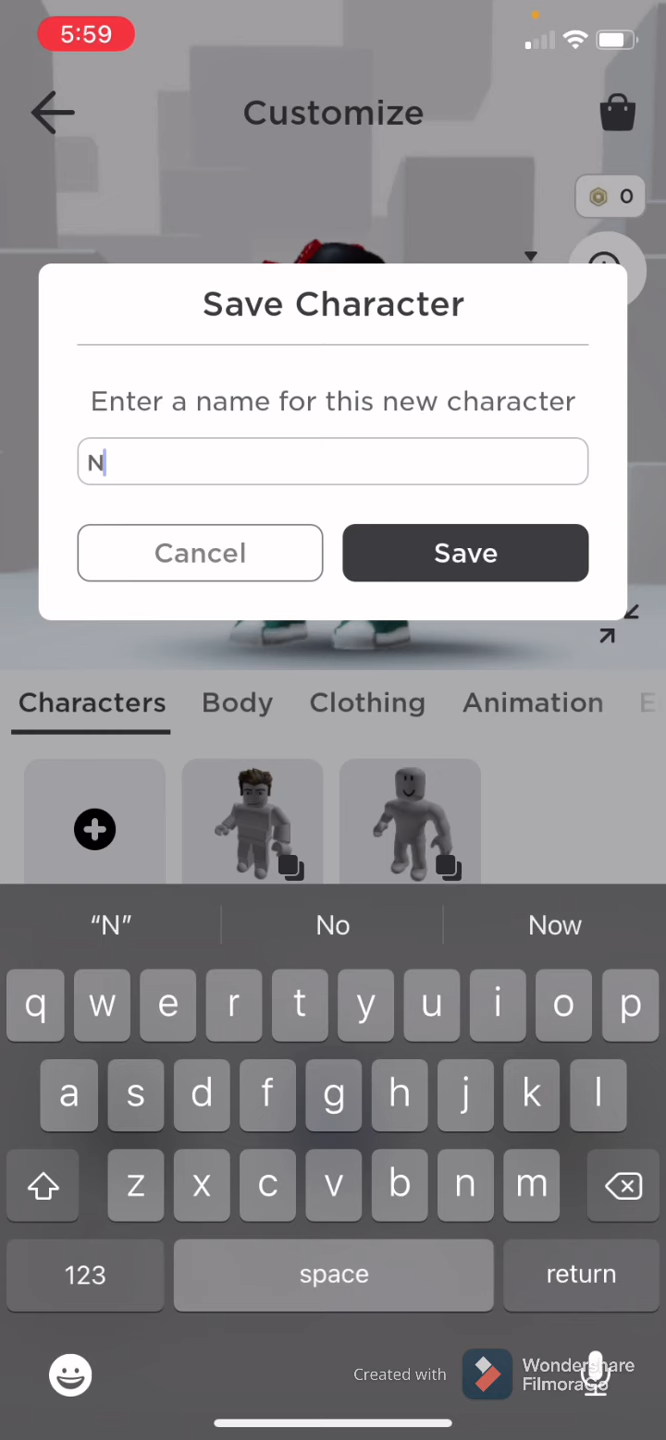 5:59
Customize
0
Save Character
Enter a name for this new character
N
Cancel
Save
Characters
Body
Clothing
Animation
E
“N”
No
Now
q w e r t y u i o p
a s d f g h j k l
z x c v b n m
123
space
return
Created with
Wondershare
FilmoraGo